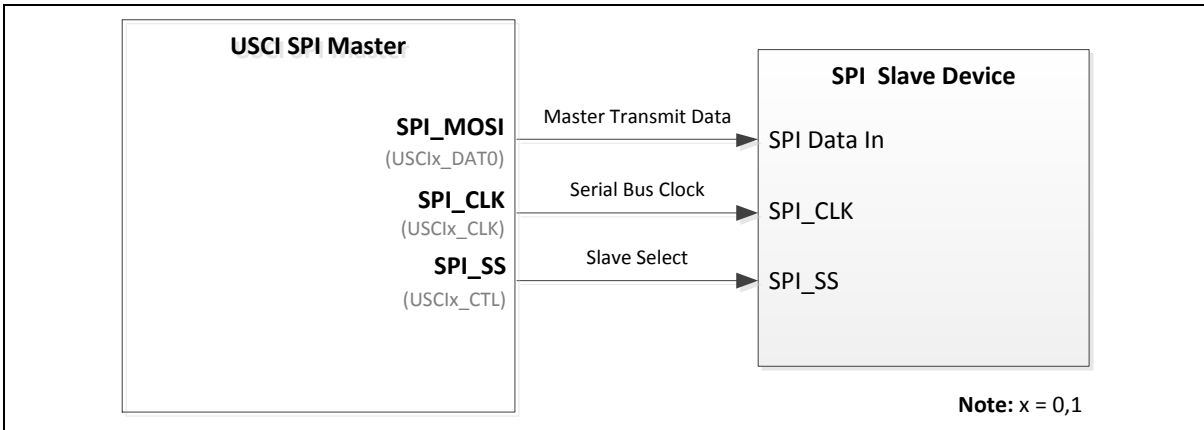 USCI SPI Master
SPI Slave Device
SPI_MOSI
(USCIx_DAT0)
Master Transmit Data
SPI Data In
SPI_CLK
(USCIx_CLK)
Serial Bus Clock
SPI_CLK
SPI_SS
(USCIx_CTL)
Slave Select
SPI_SS
Note: x = 0,1